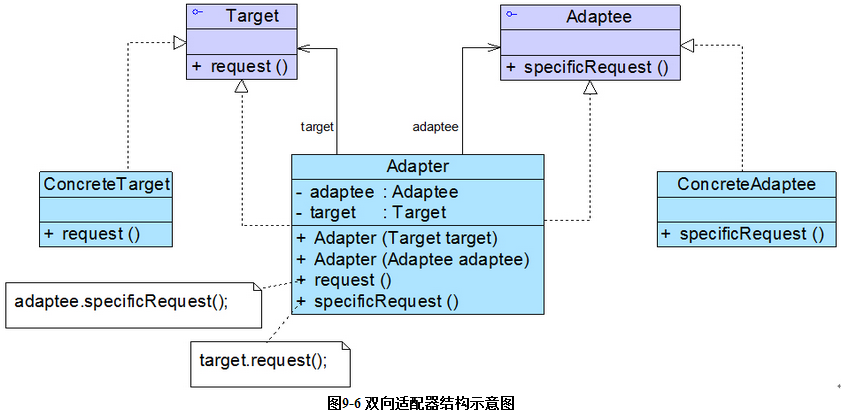 Target
+ request ()
Adaptee
+ specificRequest ()
target
adaptee
ConcreteTarget
+ request ()
Adapter
- adaptee : Adaptee
- target : Target
+ Adapter (Target target)
+ Adapter (Adaptee adaptee)
+ request ()
+ specificRequest ()
ConcreteAdaptee
+ specificRequest ()
adaptee.specificRequest();
target.request();
图9-6 双向适配器结构示意图